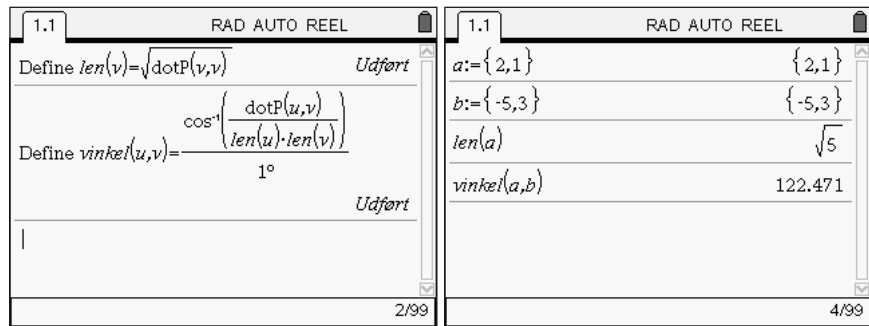 1.1 RAD AUTO REEL
Define len(v)=√dotP(v,v) Udført
Define vinkel(u,v)=cos⁻¹(dotP(u,v)/(len(u)·len(v)))/1°
Udført
2/99
1.1 RAD AUTO REEL
a:={2,1} {2,1}
b:={-5,3} {-5,3}
len(a) √5
vinkel(a,b) 122.471
4/99